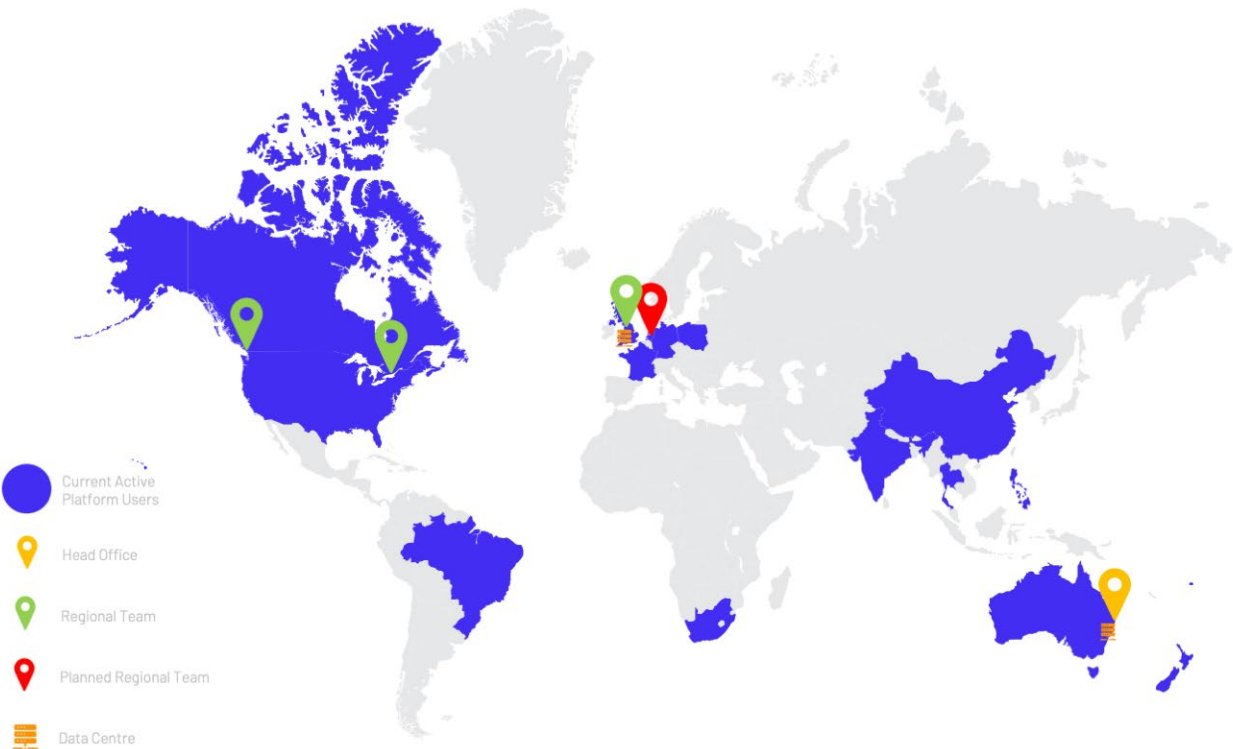 Current Active
Platform Users
Head Office
Regional Team
Planned Regional Team
Data Centre